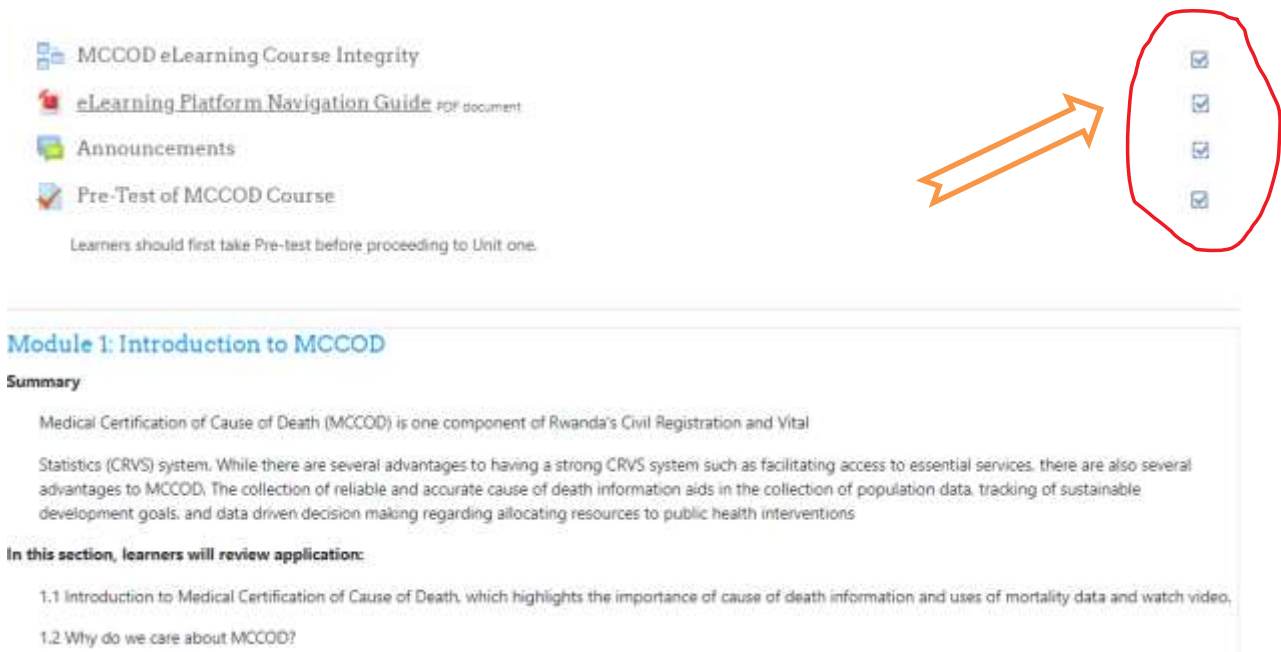 MCCOD eLearning Course Integrity
eLearning Platform Navigation Guide PDF document
Announcements
Pre-Test of MCCOD Course
Learners should first take Pre-test before proceeding to Unit one.
Module 1: Introduction to MCCOD
Summary
Medical Certification of Cause of Death (MCCOD) is one component of Rwanda's Civil Registration and Vital
Statistics (CRVS) system. While there are several advantages to having a strong CRVS system such as facilitating access to essential services, there are also several
advantages to MCCOD. The collection of reliable and accurate cause of death information aids in the collection of population data, tracking of sustainable
development goals, and data driven decision making regarding allocating resources to public health interventions
In this section, learners will review application:
1.1 Introduction to Medical Certification of Cause of Death, which highlights the importance of cause of death information and uses of mortality data and watch video.
1.2 Why do we care about MCCOD?